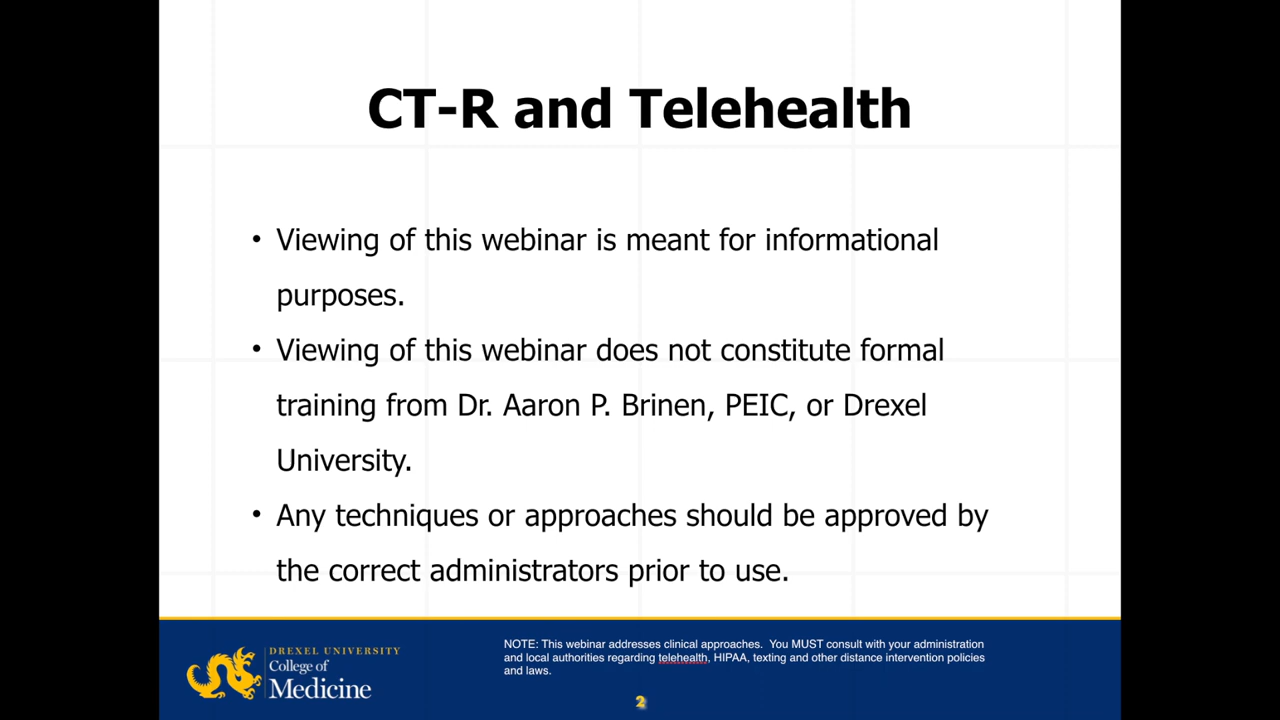 CT-R and Telehealth
• Viewing of this webinar is meant for informational
purposes.
• Viewing of this webinar does not constitute formal
training from Dr. Aaron P. Brinen, PEIC, or Drexel
University.
• Any techniques or approaches should be approved by
the correct administrators prior to use.
DREXEL UNIVERSITY
College of
Medicine
NOTE: This webinar addresses clinical approaches.  You MUST consult with your administration
and local authorities regarding telehealth, HIPAA, texting and other distance intervention policies
and laws.
2